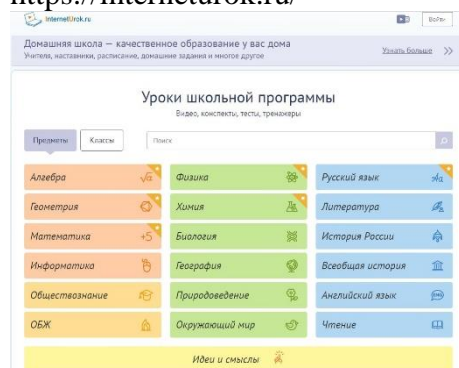 https://interneturok.ru/
InternetUrok.ru
Войти
Домашняя школа — качественное образование у вас дома
Учителя, наставники, расписание, домашние задания и многое другое
Узнать больше
Уроки школьной программы
Видео, конспекты, тесты, тренажеры
Предметы Классы Поиск
Алгебра Физика Русский язык
Геометрия Химия Литература
Математика +5 Биология История России
Информатика География Всеобщая история
Обществознание Природоведение Английский язык
ОБЖ Окружающий мир Чтение
Идеи и смыслы